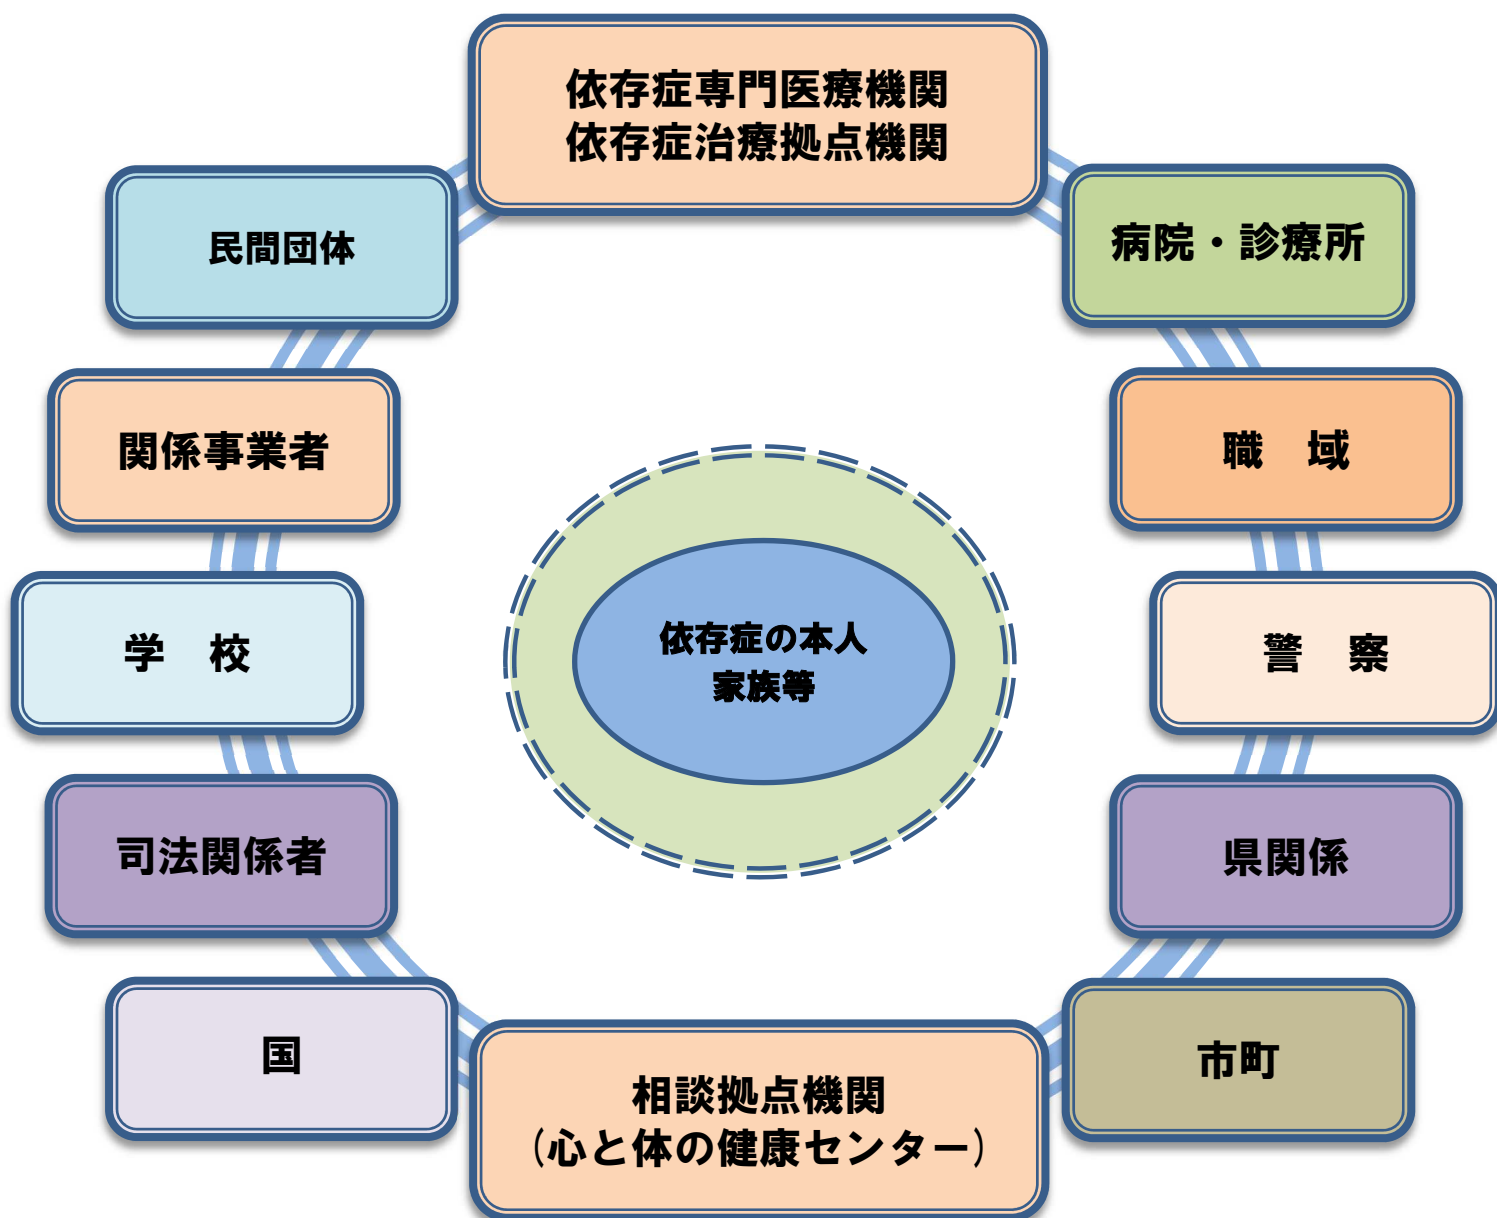 依存症専門医療機関
依存症治療拠点機関
民間団体
病院・診療所
関係事業者
職　域
依存症の本人
家族等
学　校
警　察
司法関係者
県関係
国
市町
相談拠点機関
（心と体の健康センター）